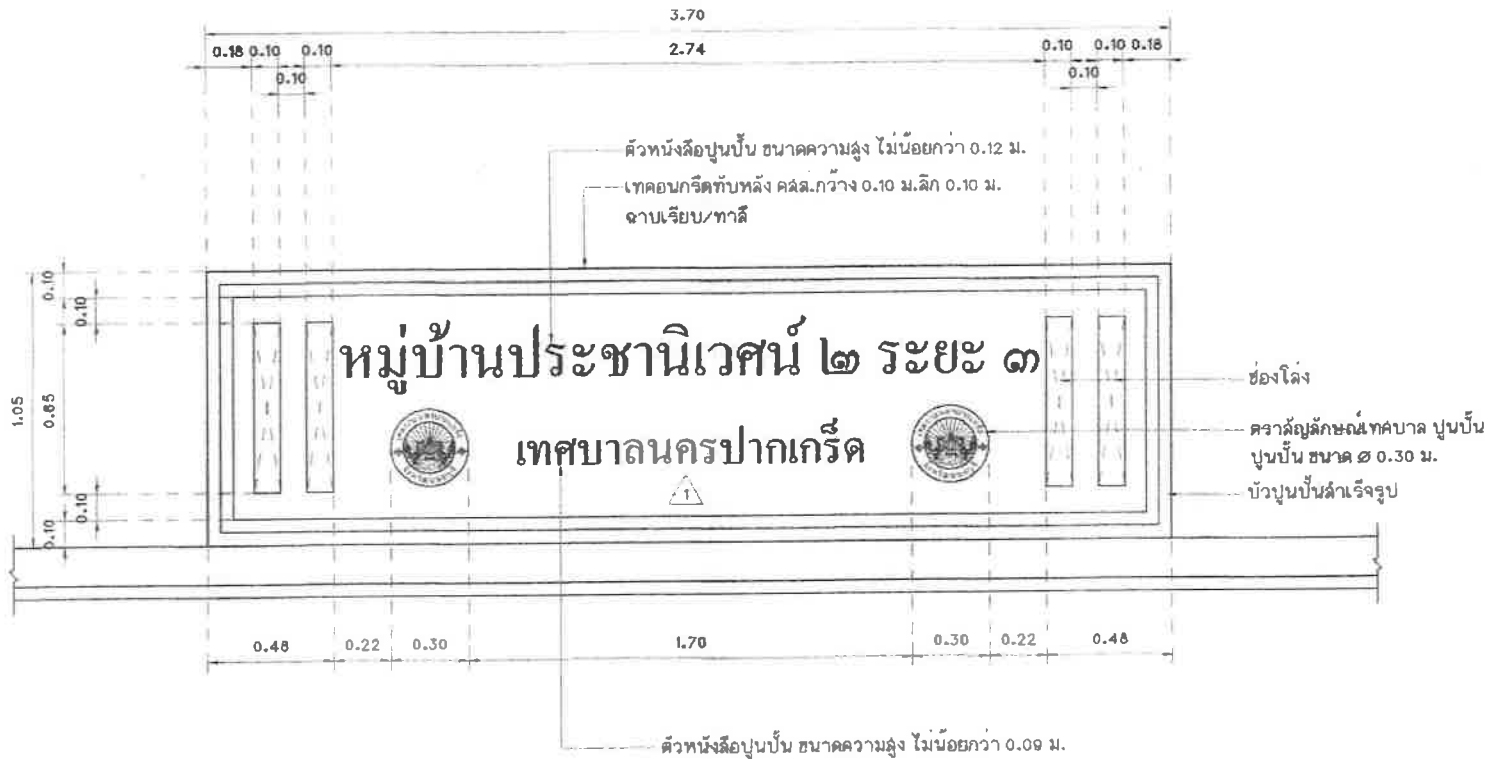 3.70
0.18 0.10 0.10 2.74 0.10 0.10 0.18
0.10 0.10
ตัวหนังสือปูนปั้น ขนาดความสูง ไม่น้อยกว่า 0.12 ม.
เทคอนกรีตทับหลัง คสล.กว้าง 0.10 ม.ลึก 0.10 ม.
ฉาบเรียบ/ทาสี
0.10
0.10
1.05
0.65
0.10
0.10
หมู่บ้านประชานิเวศน์ ๒ ระยะ ๓
เทศบาลนครปากเกร็ด
1
ช่องโล่ง
ตราสัญลักษณ์เทศบาล ปูนปั้น
ปูนปั้น ขนาด ø 0.30 ม.
บัวปูนปั้นสำเร็จรูป
0.48 0.22 0.30 1.70 0.30 0.22 0.48
ตัวหนังสือปูนปั้น ขนาดความสูง ไม่น้อยกว่า 0.09 ม.